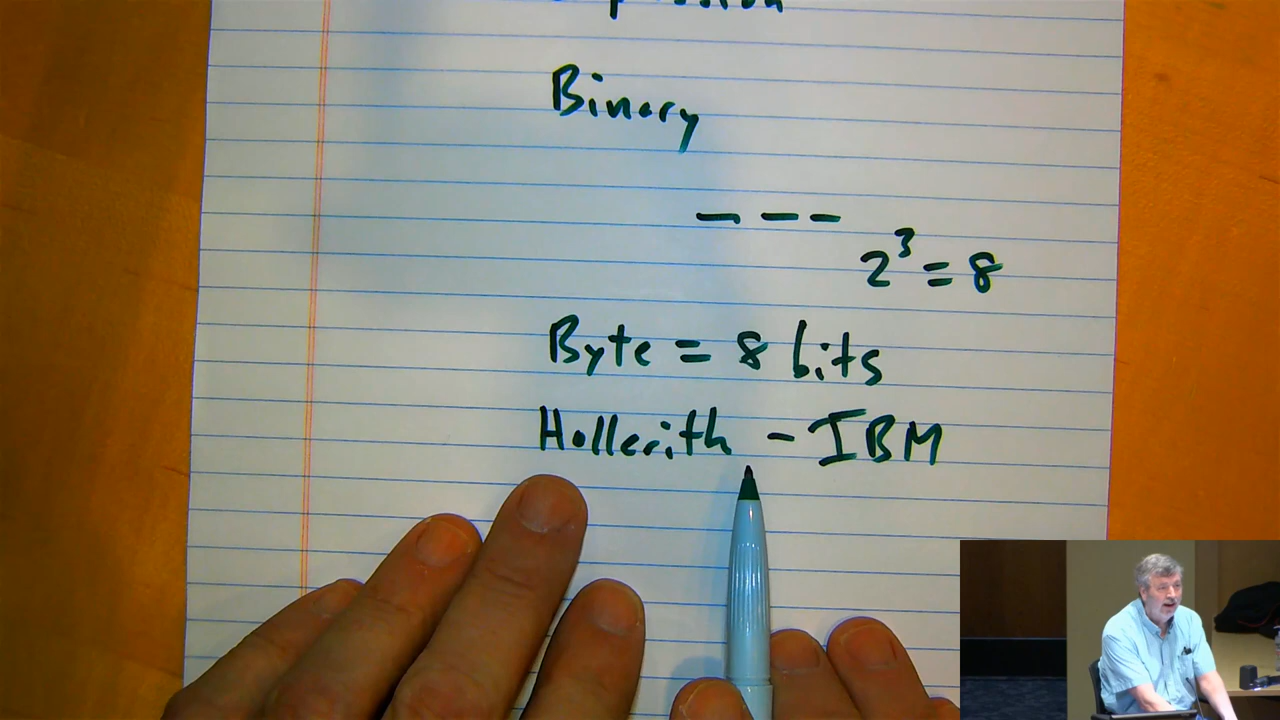 Binary
— — —
2³ = 8
Byte = 8 bits
Hollerith - IBM